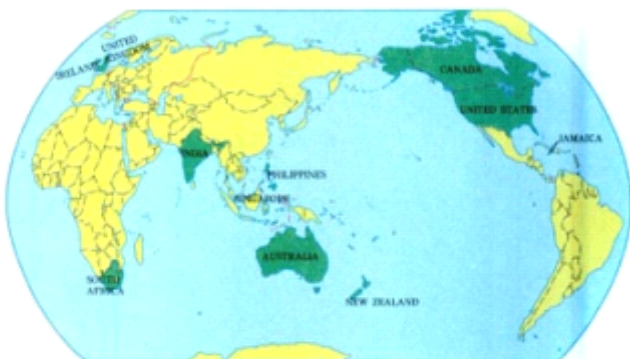 UNITED
IRELAND KINGDOM
CANADA
UNITED STATES
JAMAICA
INDIA
PHILIPPINES
SINGAPORE
AUSTRALIA
SOUTH
AFRICA
NEW ZEALAND